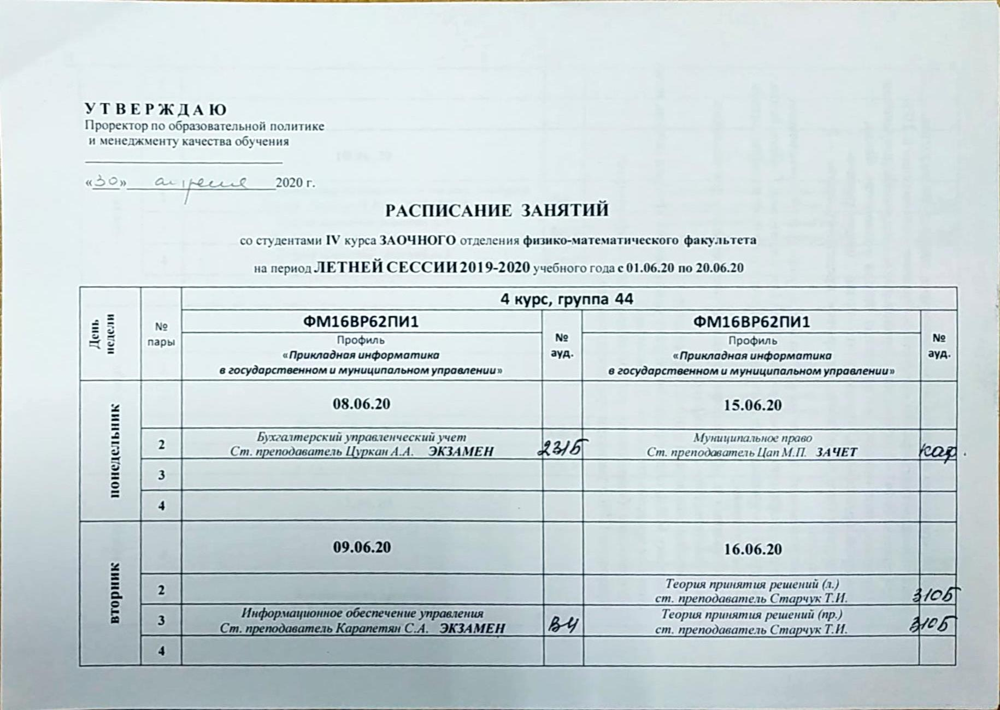 УТВЕРЖДАЮ
Проректор по образовательной политике
и менеджменту качества обучения
«30» апреля 2020 г.
РАСПИСАНИЕ ЗАНЯТИЙ
со студентами IV курса ЗАОЧНОГО отделения физико-математического факультета
на период ЛЕТНЕЙ СЕССИИ 2019-2020 учебного года с 01.06.20 по 20.06.20
День недели
№ пары
4 курс, группа 44
ФМ16ВР62ПИ1
Профиль
«Прикладная информатика
в государственном и муниципальном управлении»
№ ауд.
ФМ16ВР62ПИ1
Профиль
«Прикладная информатика
в государственном и муниципальном управлении»
№ ауд.
понедельник
08.06.20
15.06.20
2
Бухгалтерский управленческий учет
Ст. преподаватель Цуркан А.А. ЭКЗАМЕН
231Б
Муниципальное право
Ст. преподаватель Цап М.П. ЗАЧЕТ
каф.
3
4
вторник
09.06.20
16.06.20
2
Теория принятия решений (л.)
ст. преподаватель Старчук Т.И.
310Б
3
Информационное обеспечение управления
Ст. преподаватель Карапетян С.А. ЭКЗАМЕН
ВЧ
Теория принятия решений (пр.)
ст. преподаватель Старчук Т.И.
310Б
4